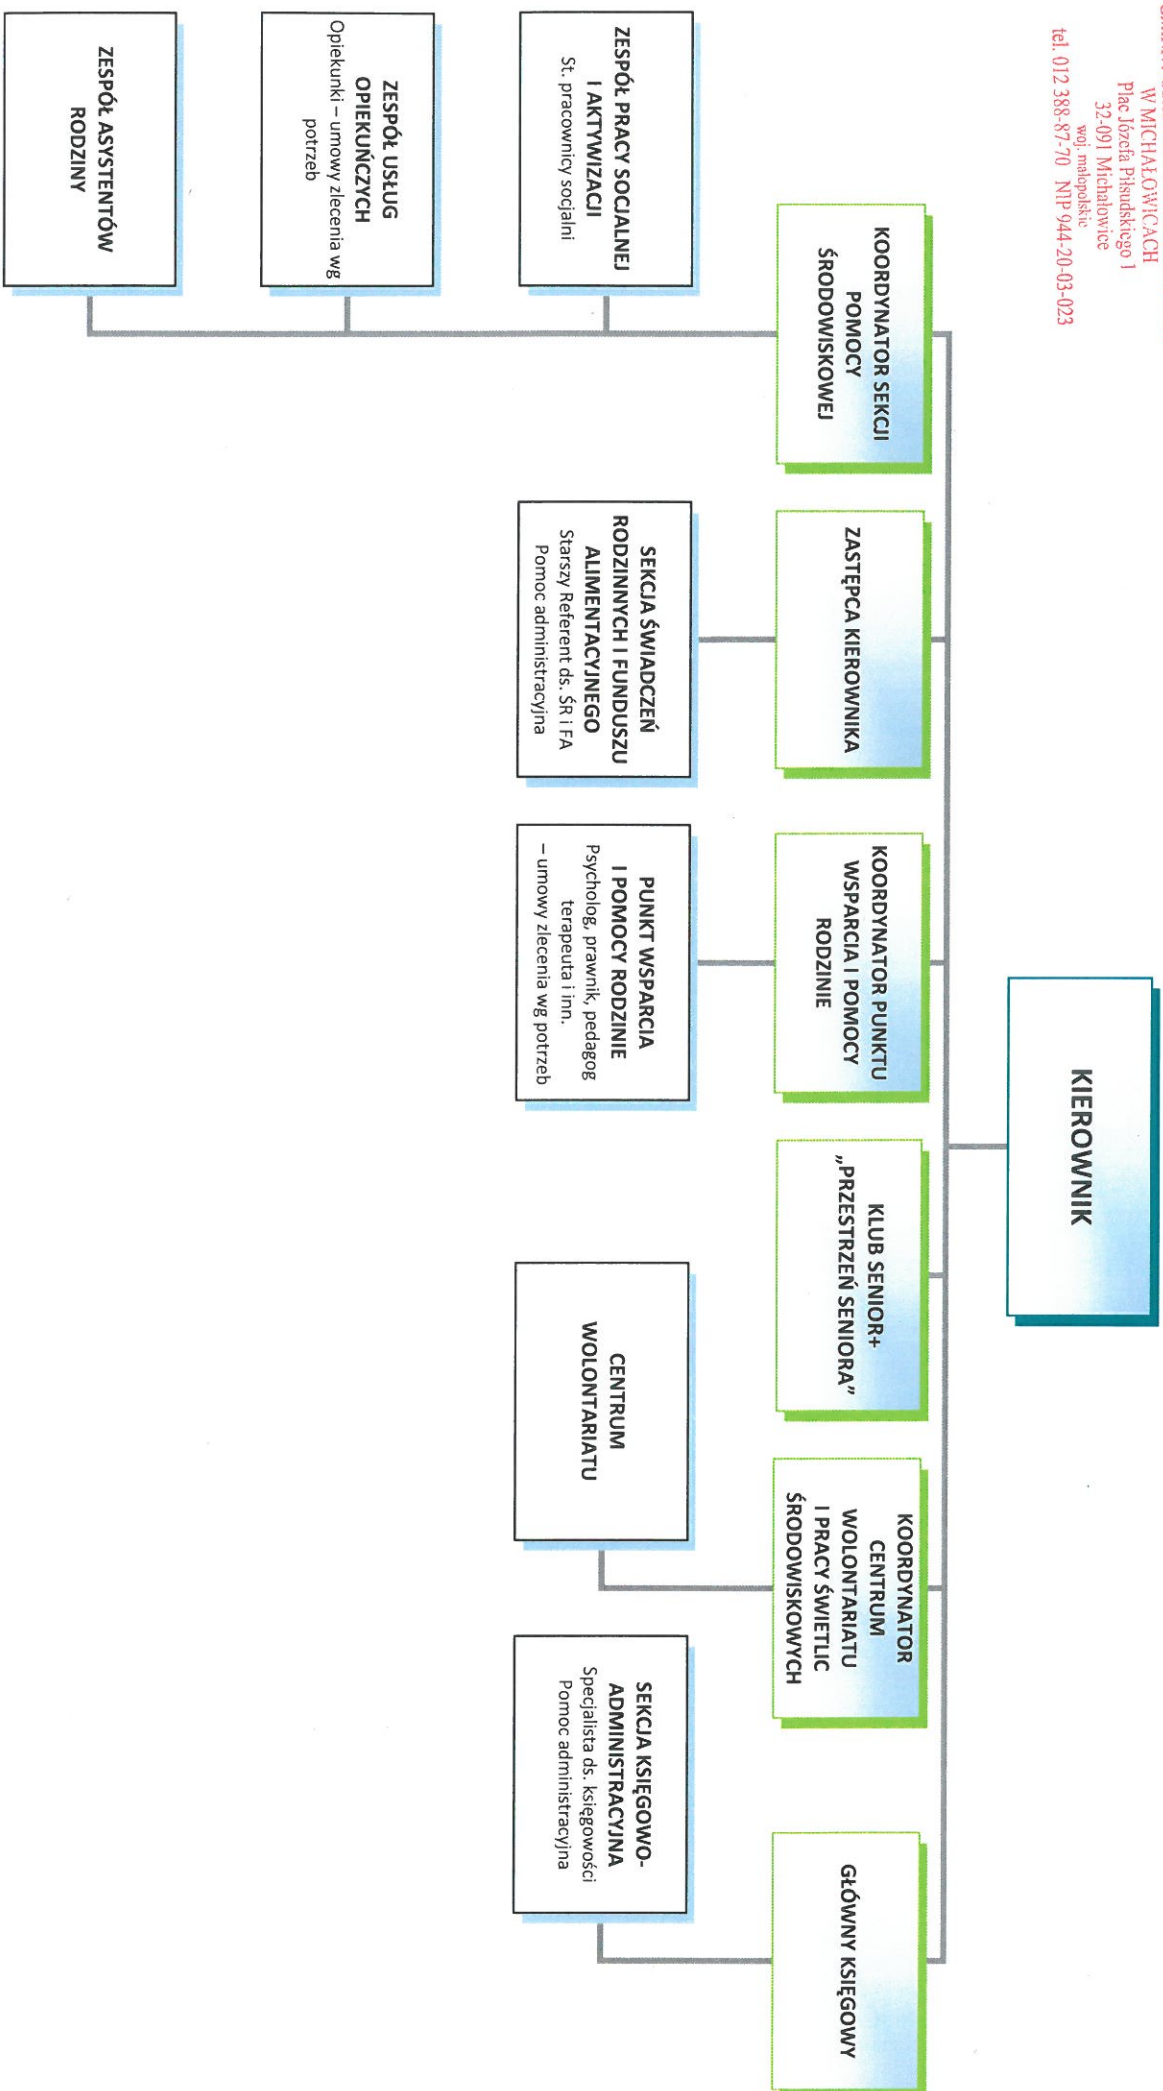 W MICHAŁOWICACH
Plac Józefa Piłsudskiego 1
32-091 Michałowice
woj. małopolskie
tel. 012 388-87-70 NIP 944-20-03-023
KIEROWNIK
KOORDYNATOR SEKCJI
POMOCY
ŚRODOWISKOWEJ
ZASTĘPCA KIEROWNIKA
KOORDYNATOR PUNKTU
WSPARCIA I POMOCY
RODZINIE
KLUB SENIOR+
„PRZESTRZEŃ SENIORA”
KOORDYNATOR
CENTRUM
WOLONTARIATU
I PRACY ŚWIETLIC
ŚRODOWISKOWYCH
GŁÓWNY KSIĘGOWY
ZESPÓŁ PRACY SOCJALNEJ
I AKTYWIZACJI
St. pracownicy socjalni
SEKCJA ŚWIADCZEŃ
RODZINNYCH I FUNDUSZU
ALIMENTACYJNEGO
Starszy Referent ds. ŚR i FA
Pomoc administracyjna
PUNKT WSPARCIA
I POMOCY RODZINIE
Psycholog, prawnik, pedagog
terapeuta i inn.
– umowy zlecenia wg potrzeb
CENTRUM
WOLONTARIATU
SEKCJA KSIĘGOWO-
ADMINISTRACYJNA
Specjalista ds. księgowości
Pomoc administracyjna
ZESPÓŁ USŁUG
OPIEKUŃCZYCH
Opiekunki – umowy zlecenia wg
potrzeb
ZESPÓŁ ASYSTENTÓW
RODZINY